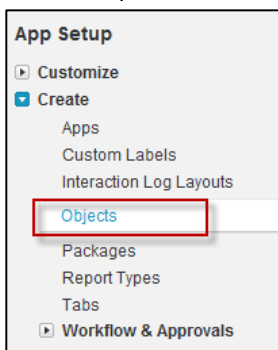 App Setup
Customize
Create
Apps
Custom Labels
Interaction Log Layouts
Objects
Packages
Report Types
Tabs
Workflow & Approvals